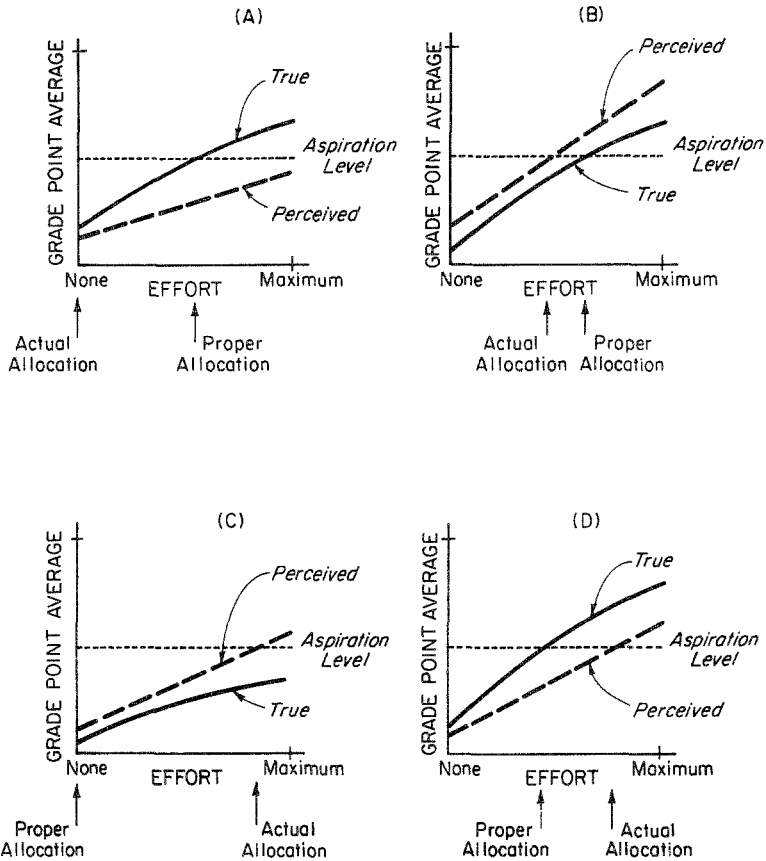 (A)
GRADE POINT AVERAGE
True
Aspiration
Level
Perceived
None
EFFORT
Maximum
Actual
Allocation
Proper
Allocation
(B)
GRADE POINT AVERAGE
Perceived
Aspiration
Level
True
None
EFFORT
Maximum
Actual
Allocation
Proper
Allocation
(C)
GRADE POINT AVERAGE
Perceived
Aspiration
Level
True
None
EFFORT
Maximum
Proper
Allocation
Actual
Allocation
(D)
GRADE POINT AVERAGE
True
Aspiration
Level
Perceived
None
EFFORT
Maximum
Proper
Allocation
Actual
Allocation